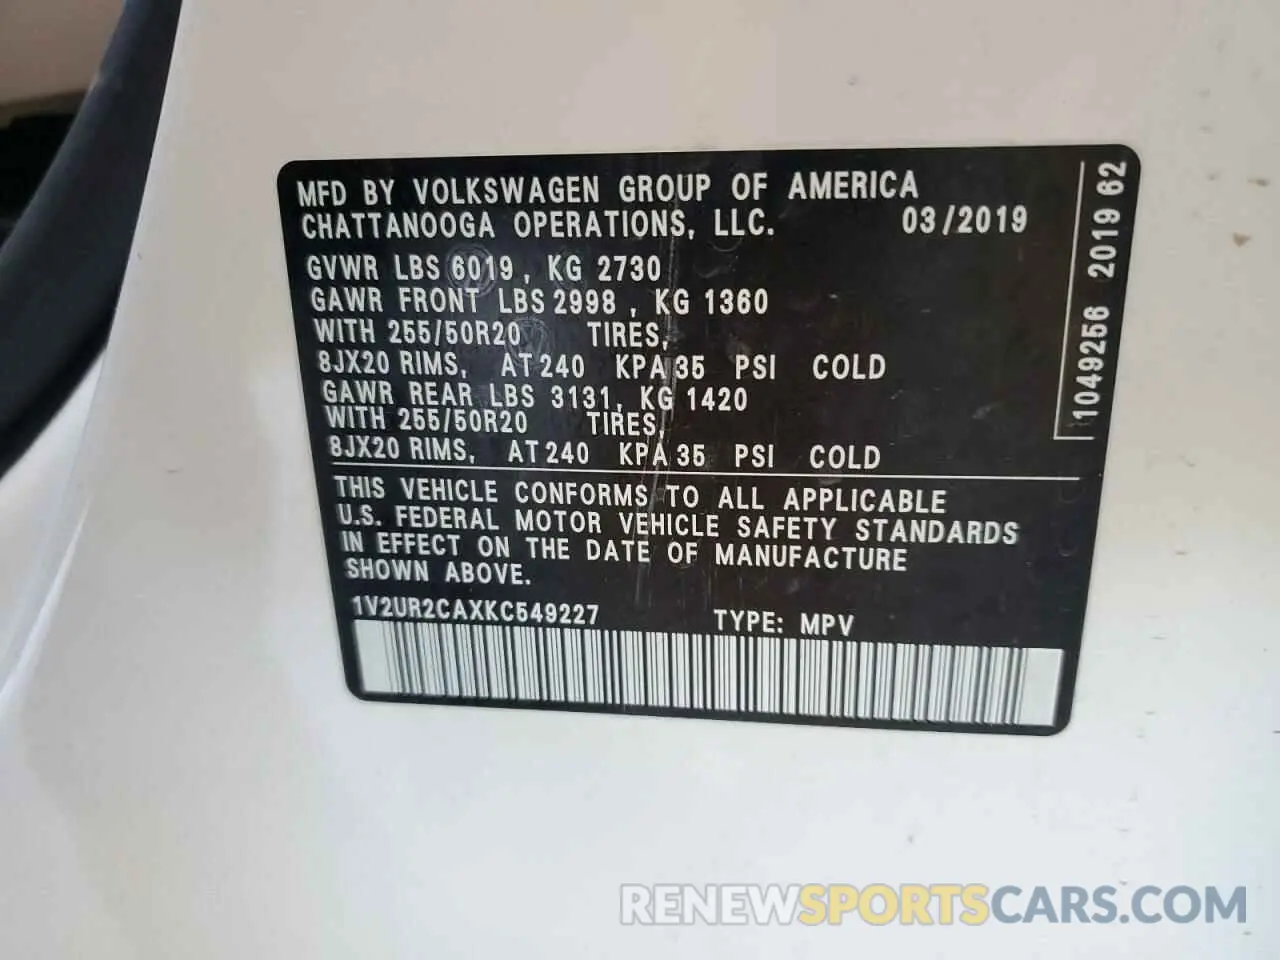 MFD BY VOLKSWAGEN GROUP OF AMERICA
CHATTANOOGA OPERATIONS, LLC. 03/2019
GVWR LBS 6019, KG 2730
GAWR FRONT LBS 2998, KG 1360
WITH 255/50R20 TIRES,
8JX20 RIMS, AT 240 KPA 35 PSI COLD
GAWR REAR LBS 3131, KG 1420
WITH 255/50R20 TIRES,
8JX20 RIMS, AT 240 KPA 35 PSI COLD
THIS VEHICLE CONFORMS TO ALL APPLICABLE
U.S. FEDERAL MOTOR VEHICLE SAFETY STANDARDS
IN EFFECT ON THE DATE OF MANUFACTURE
SHOWN ABOVE.
1V2UR2CAXKC549227 TYPE: MPV
1049256 2019 62
RENEWSPORTSCARS.COM